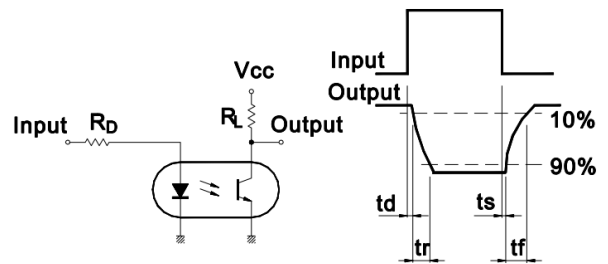 Input
RD
Vcc
RL
Output
Input
Output
10%
90%
td
ts
tr
tf